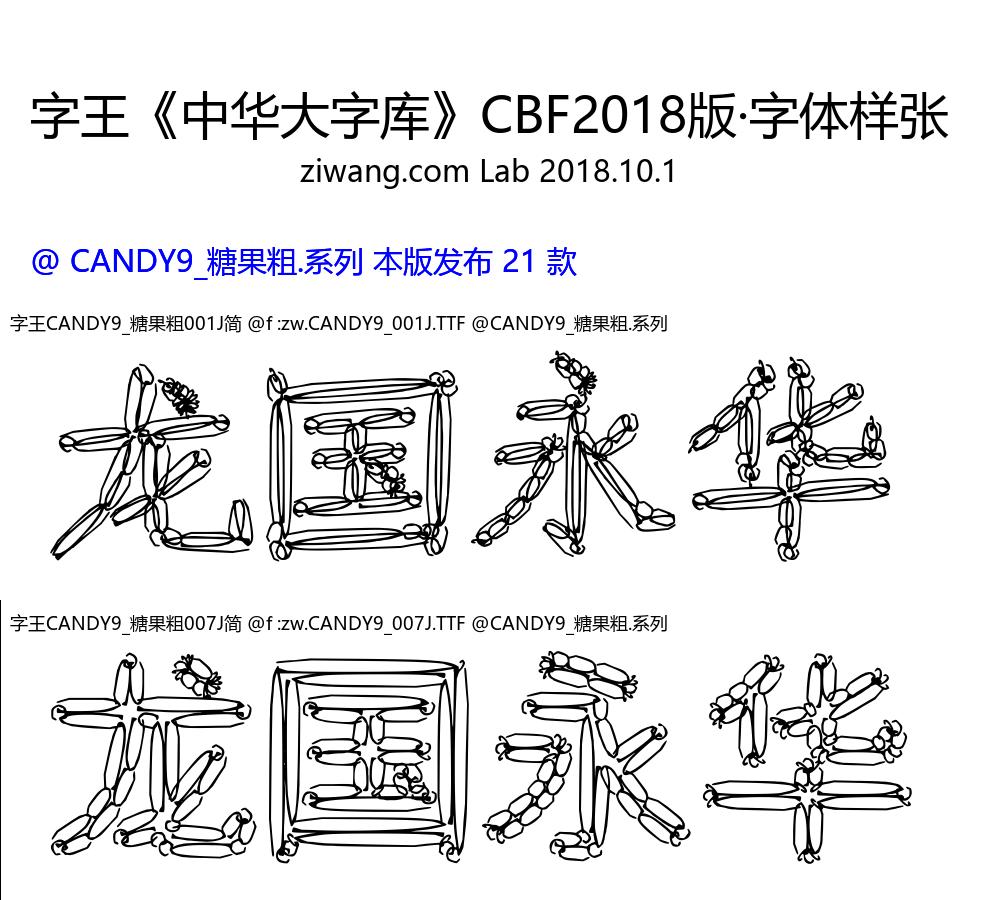 字王《中华大字库》CBF2018版·字体样张
ziwang.com Lab 2018.10.1
@ CANDY9_糖果粗.系列 本版发布 21 款
字王CANDY9_糖果粗001J简 @f :zw.CANDY9_001J.TTF @CANDY9_糖果粗.系列
龙国永华
字王CANDY9_糖果粗007J简 @f :zw.CANDY9_007J.TTF @CANDY9_糖果粗.系列
龙国永华